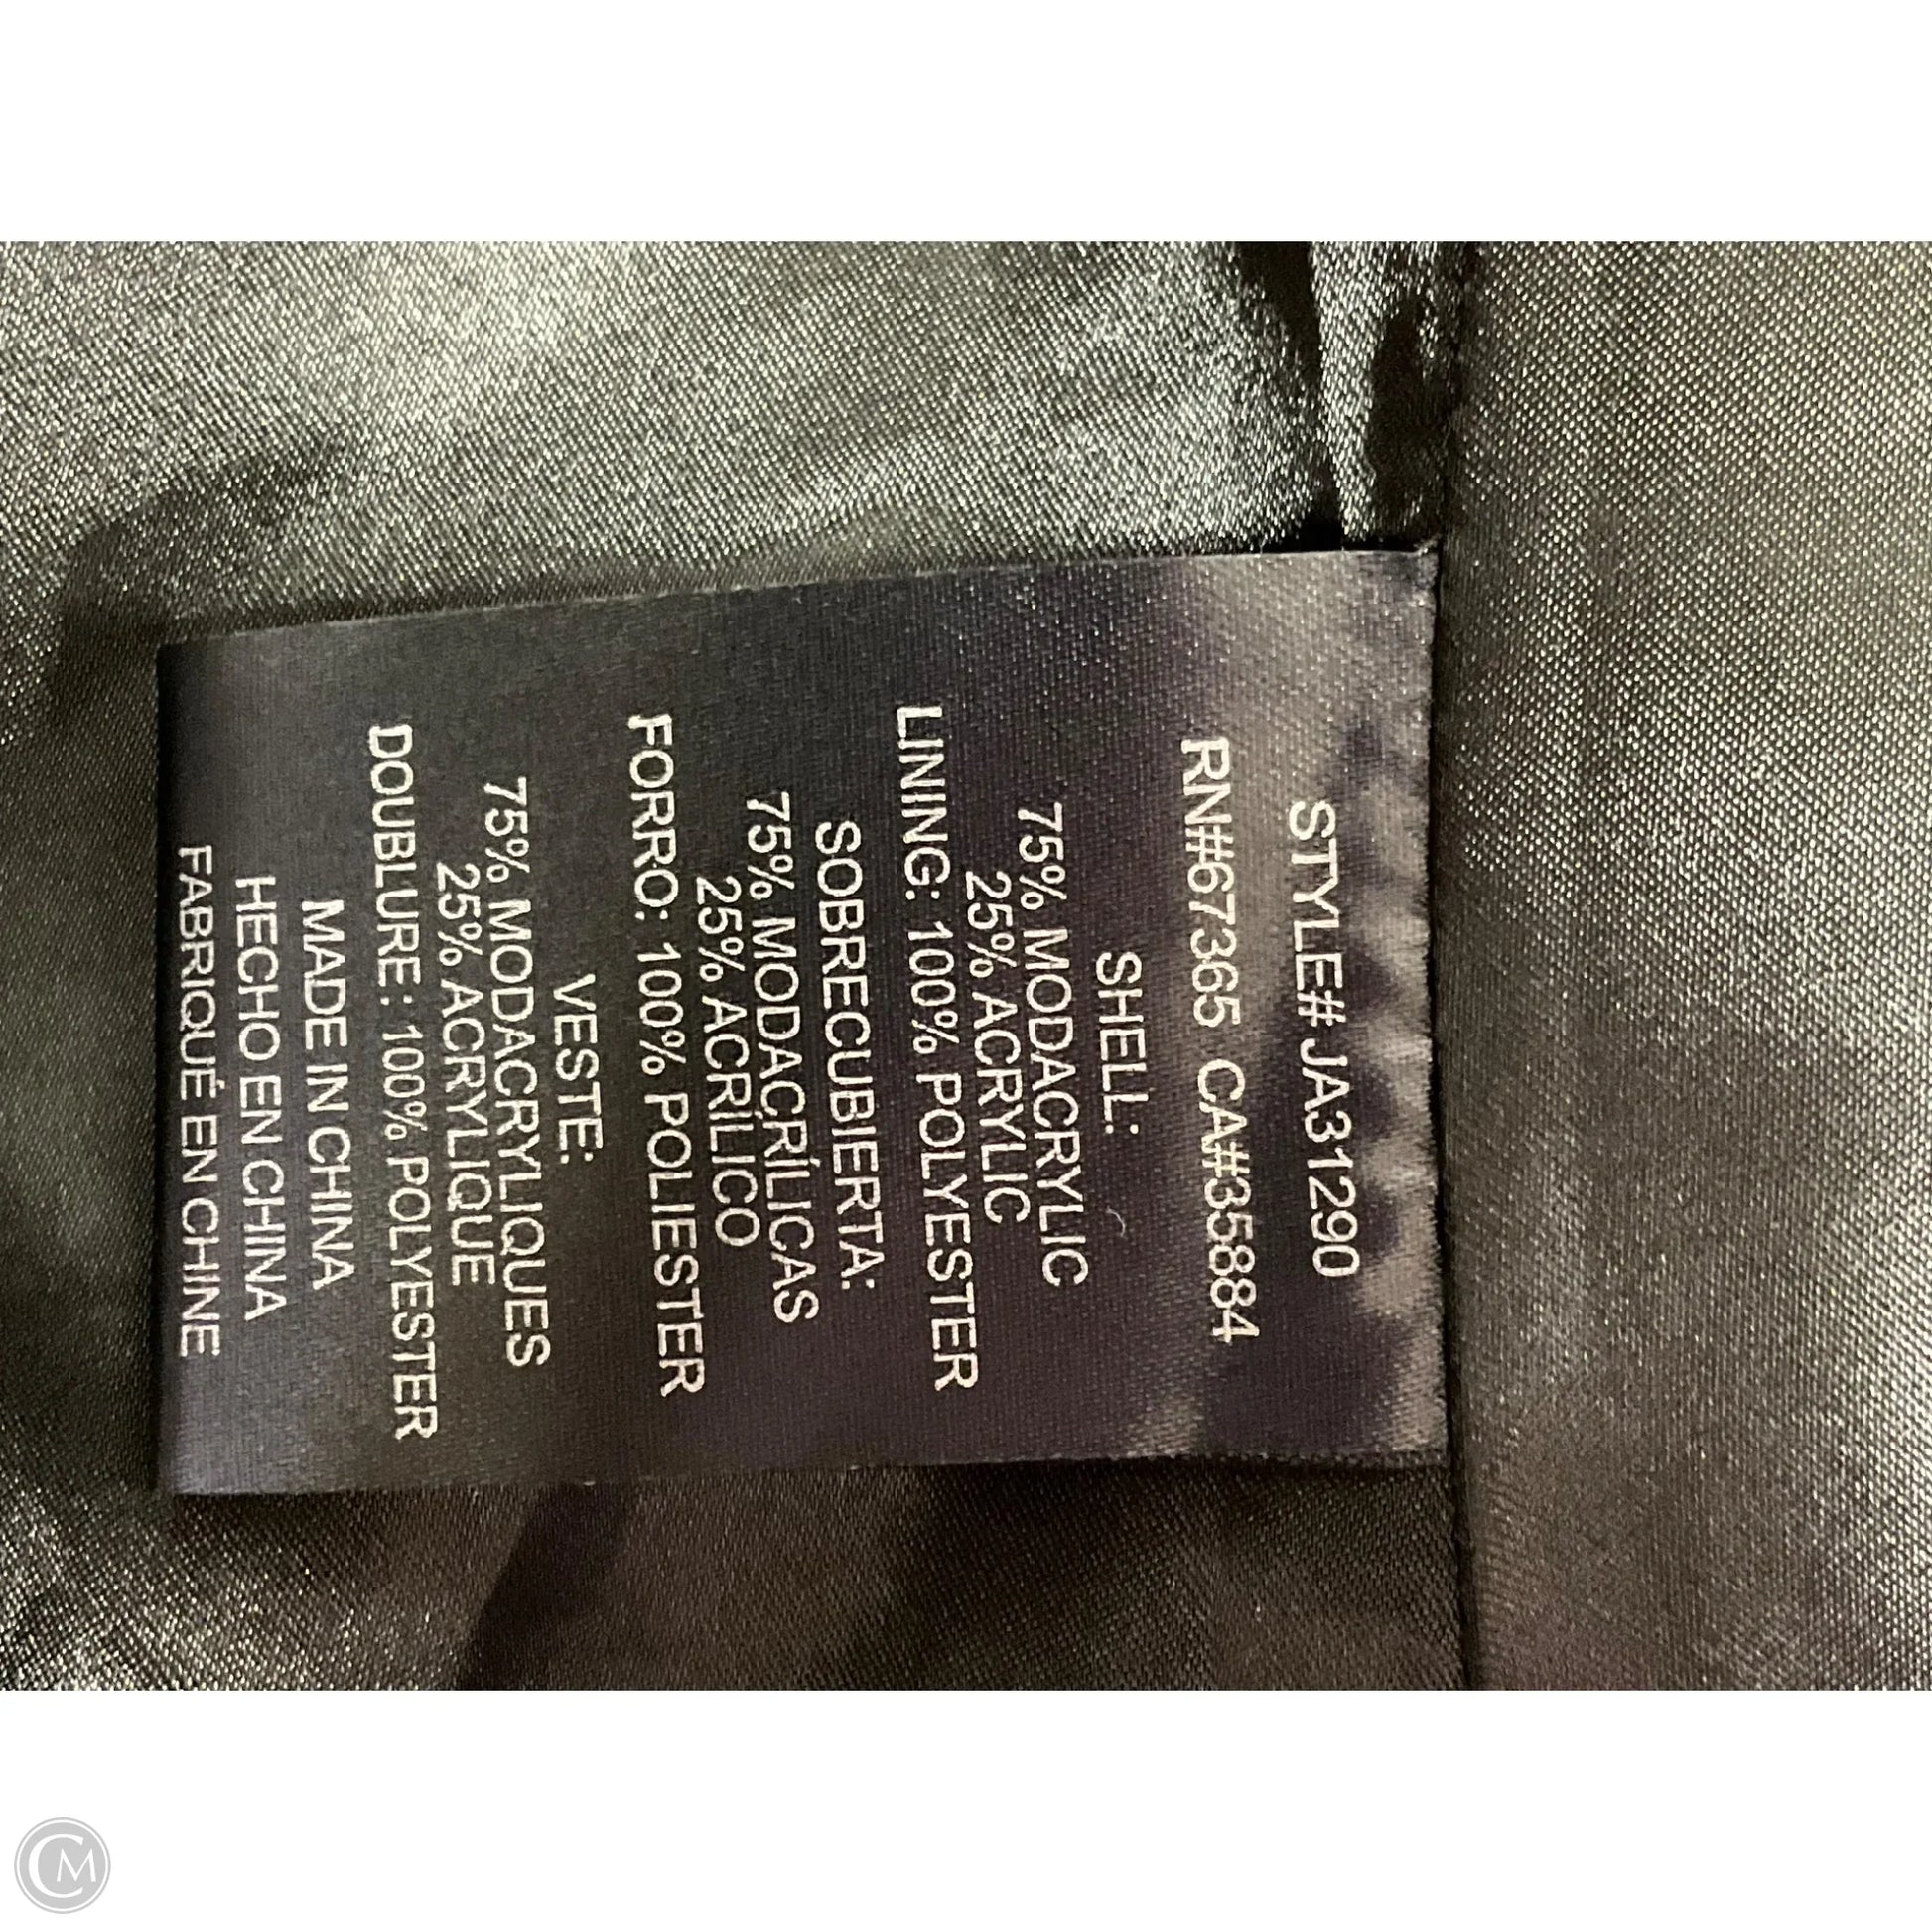 STYLE# JA31290
RN#67365 CA#35884
SHELL:
75% MODACRYLIC
25% ACRYLIC
LINING: 100% POLYESTER
SOBRECUBIERTA:
75% MODACRÍLICAS
25% ACRÍLICO
FORRO: 100% POLIESTER
VESTE:
75% MODACRYLIQUES
25% ACRYLIQUE
DOUBLURE: 100% POLYESTER
MADE IN CHINA
HECHO EN CHINA
FABRIQUÉ EN CHINE
CM